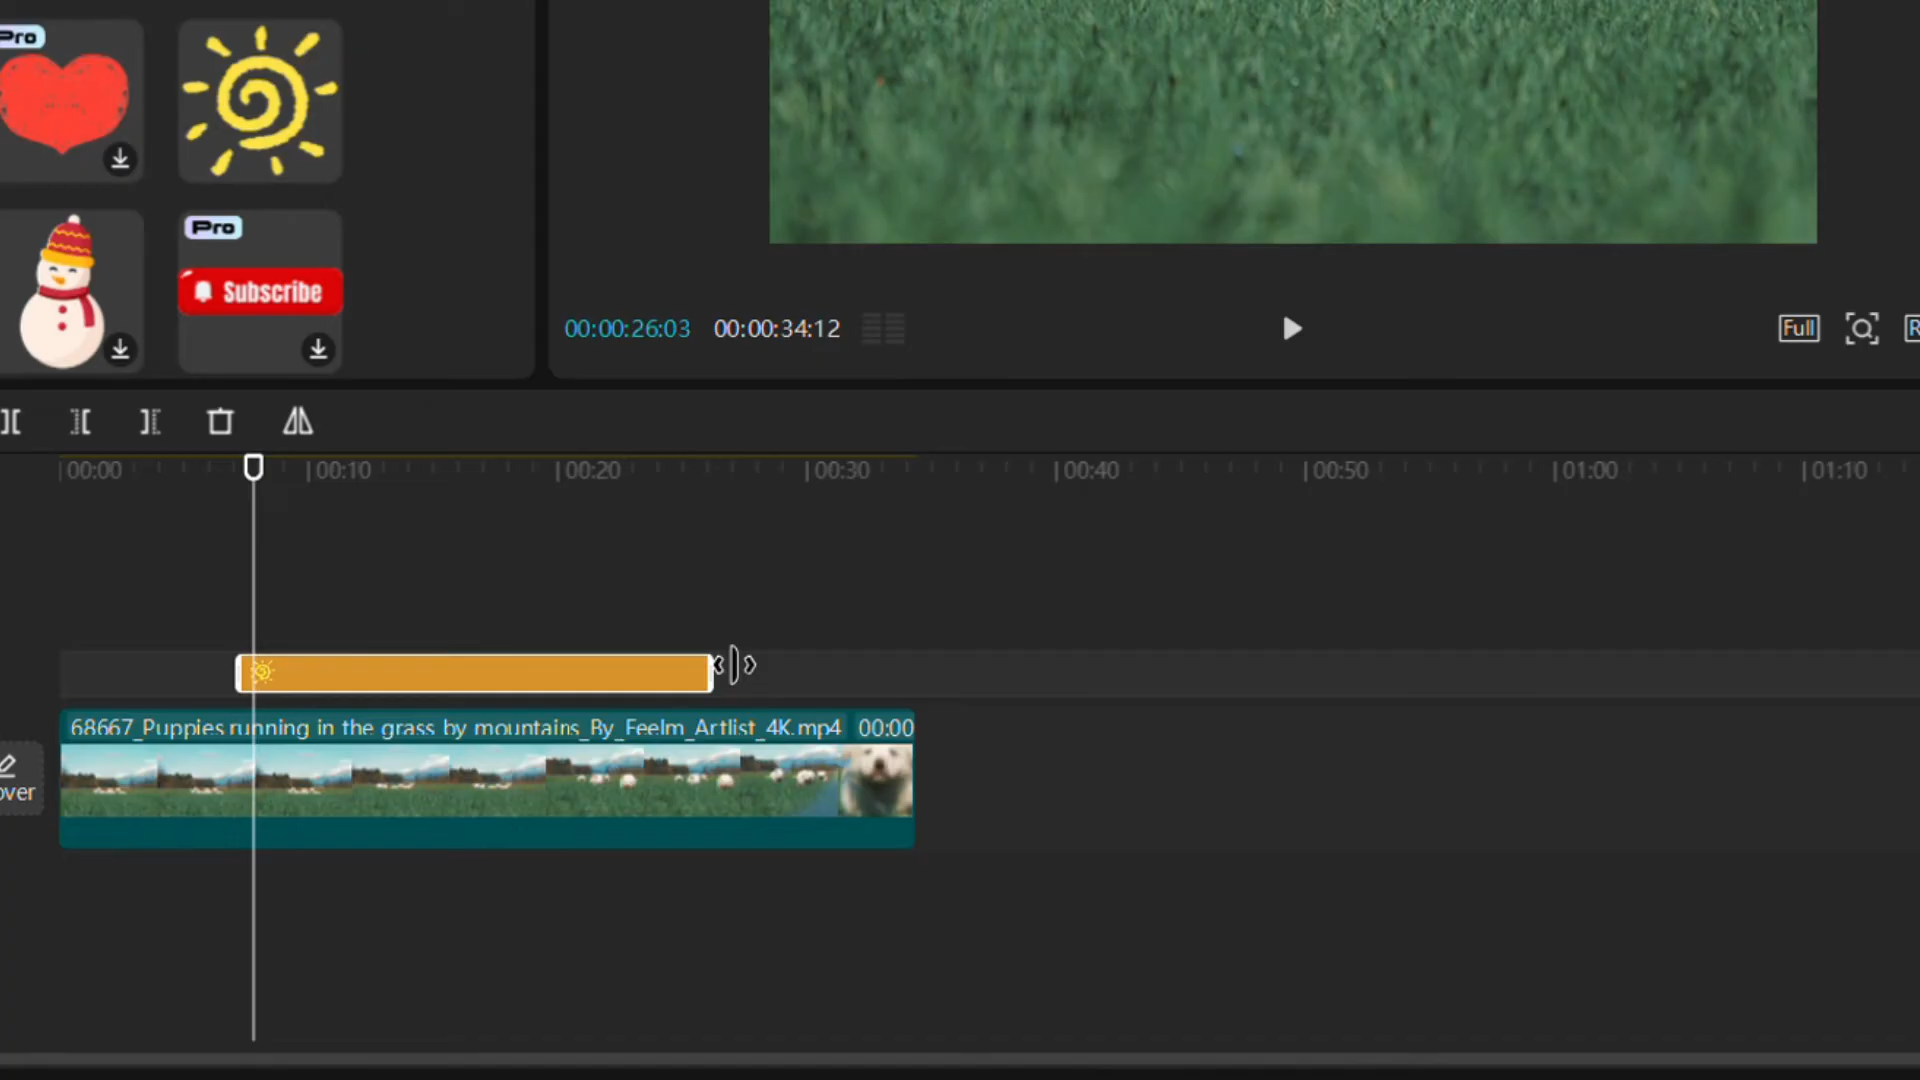 Pro
Pro
Subscribe
00:00:26:03 00:00:34:12
Full
00:00 00:10 00:20 00:30 00:40 00:50 01:00 01:10
68667_Puppies running in the grass by mountains_By_Feelm_Artlist_4K.mp4 00:00